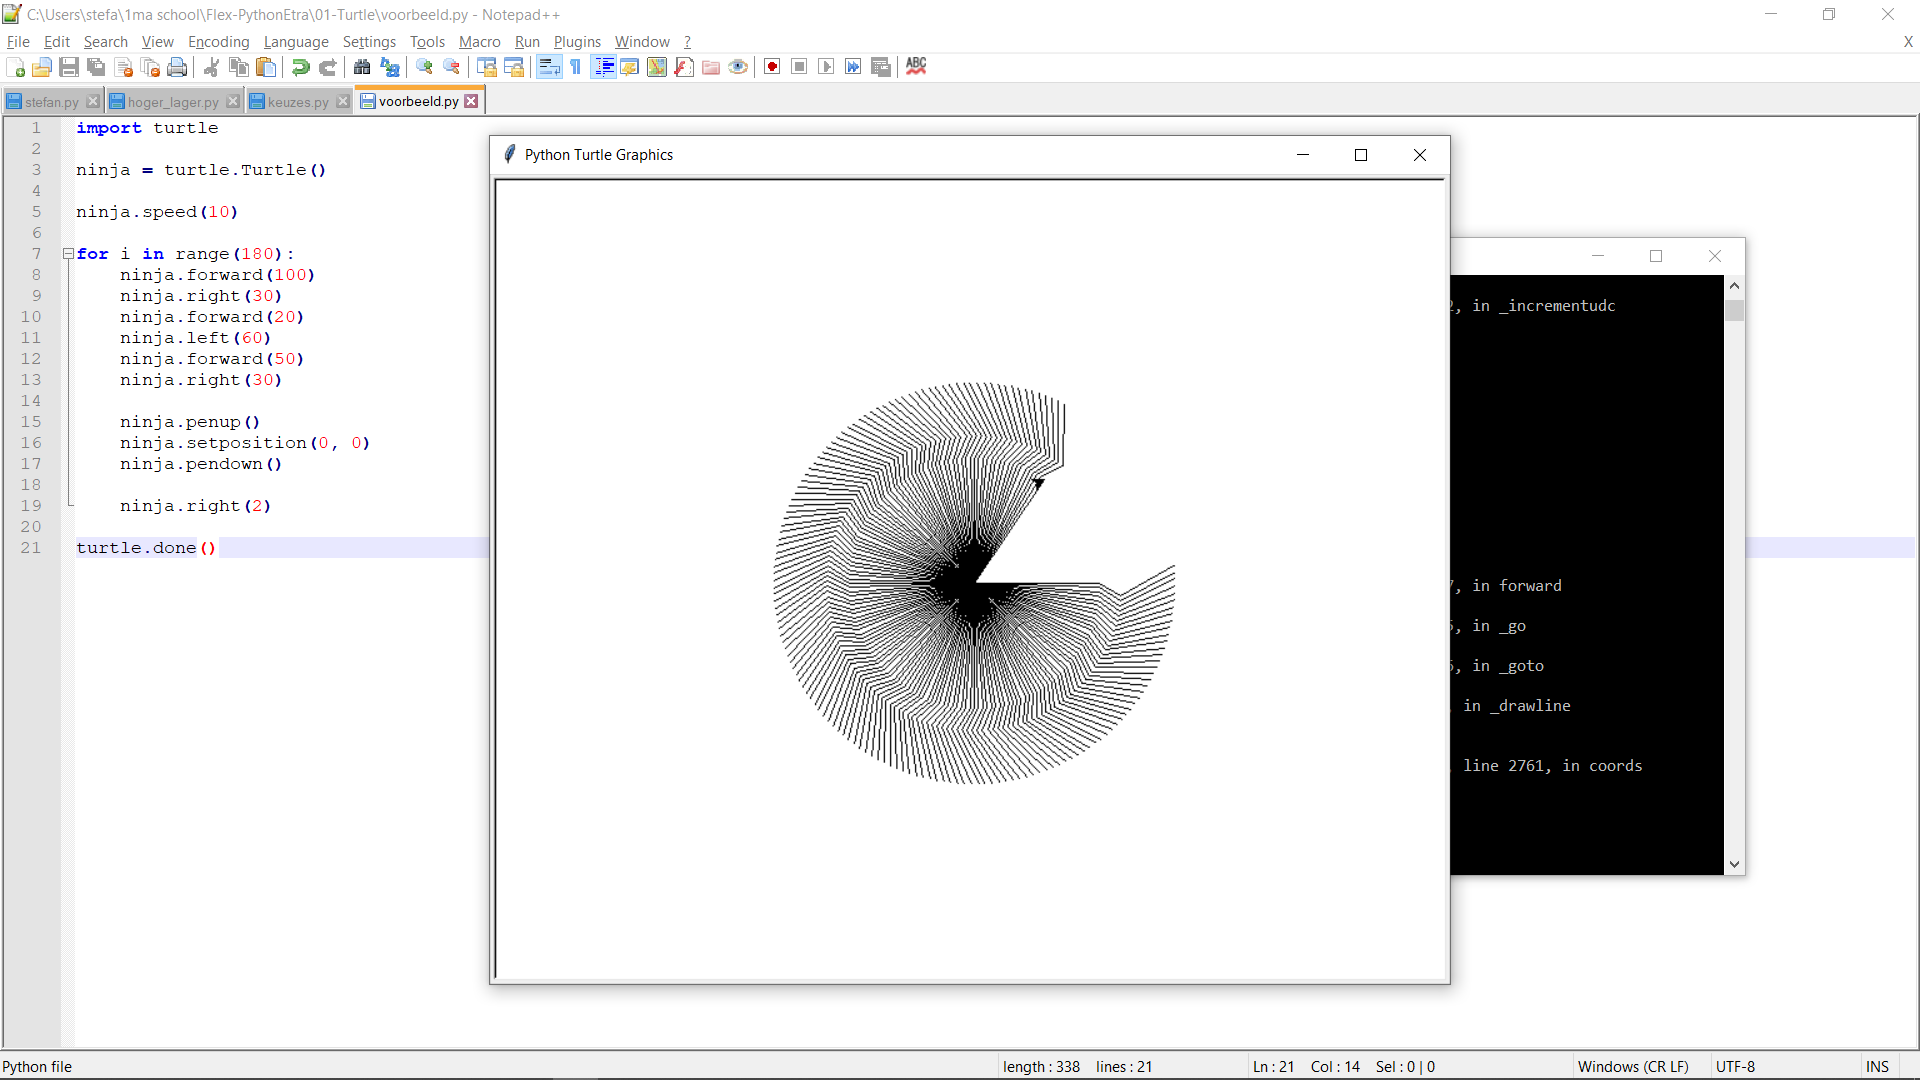 C:\Users\stefa\1ma school\Flex-PythonEtra\01-Turtle\voorbeeld.py - Notepad++
File Edit Search View Encoding Language Settings Tools Macro Run Plugins Window ? X
ABC
stefan.py hoger_lager.py keuzes.py voorbeeld.py
1 import turtle
2
3 ninja = turtle.Turtle()
4
5 ninja.speed(10)
6
7 for i in range(180):
8 ninja.forward(100)
9 ninja.right(30)
10 ninja.forward(20)
11 ninja.left(60)
12 ninja.forward(50)
13 ninja.right(30)
14
15 ninja.penup()
16 ninja.setposition(0, 0)
17 ninja.pendown()
18
19 ninja.right(2)
20
21 turtle.done()
Python Turtle Graphics
, in _incrementudc
, in forward
, in _go
, in _goto
in _drawline
line 2761, in coords
Python file length : 338 lines : 21 Ln : 21 Col : 14 Sel : 0 | 0 Windows (CR LF) UTF-8 INS